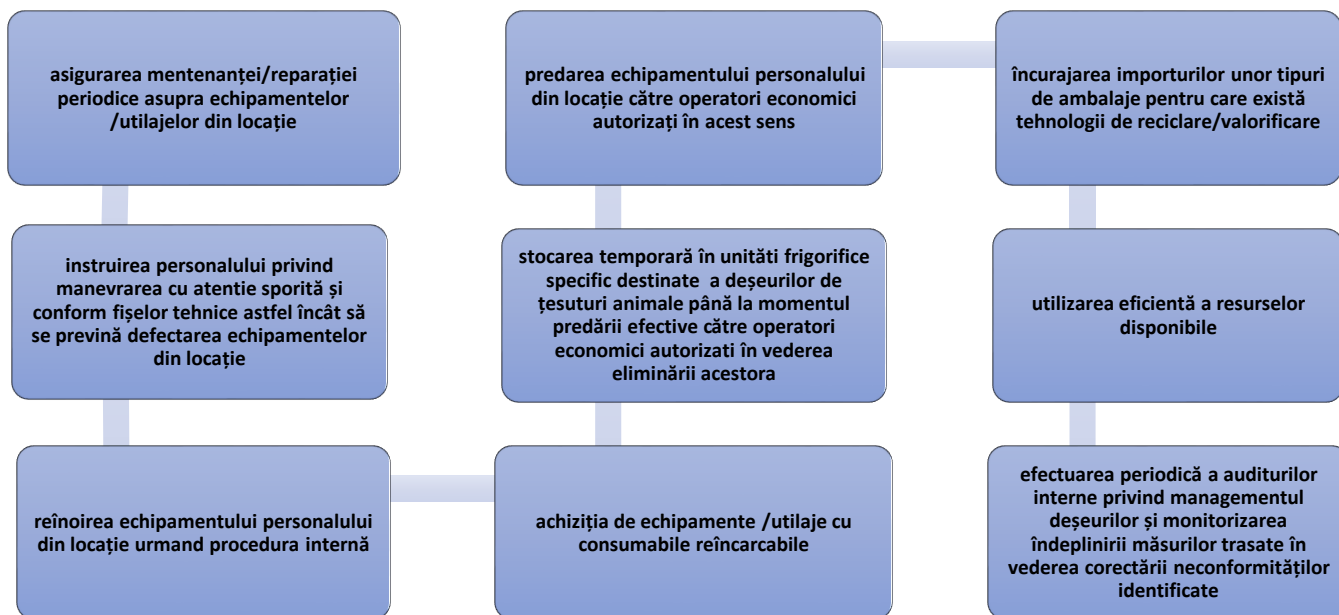 asigurarea mentenanței/reparației
periodice asupra echipamentelor
/utilajelor din locație
instruirea personalului privind
manevrarea cu atentie sporită și
conform fișelor tehnice astfel încât să
se prevină defectarea echipamentelor
din locație
reînoirea echipamentului personalului
din locație urmand procedura internă
achiziția de echipamente /utilaje cu
consumabile reîncarcabile
stocarea temporară în unităti frigorifice
specific destinate a deșeurilor de
țesuturi animale până la momentul
predării efective către operatori
economici autorizati în vederea
eliminării acestora
predarea echipamentului personalului
din locație către operatori economici
autorizați în acest sens
încurajarea importurilor unor tipuri
de ambalaje pentru care există
tehnologii de reciclare/valorificare
utilizarea eficientă a resurselor
disponibile
efectuarea periodică a auditurilor
interne privind managementul
deșeurilor și monitorizarea
îndeplinirii măsurilor trasate în
vederea corectării neconformităților
identificate